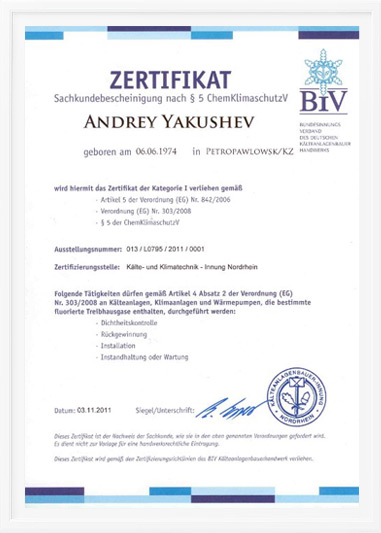 ZERTIFIKAT
Sachkundebescheinigung nach § 5 ChemKlimaschutzV
ANDREY YAKUSHEV
geboren am 06.06.1974 in PETROPAWLOWSK/KZ
BIV
BUNDESINNUNGS
VERBAND
DES DEUTSCHEN
KÄLTEANLAGENBAUER
HANDWERKS
wird hiermit das Zertifikat der Kategorie I verliehen gemäß
- Artikel 5 der Verordnung (EG) Nr. 842/2006
- Verordnung (EG) Nr. 303/2008
- § 5 der ChemKlimaschutzV
Ausstellungsnummer: 013 / L0795 / 2011 / 0001
Zertifizierungsstelle: Kälte- und Klimatechnik - Innung Nordrhein
Folgende Tätigkeiten dürfen gemäß Artikel 4 Absatz 2 der Verordnung (EG)
Nr. 303/2008 an Kälteanlagen, Klimaanlagen und Wärmepumpen, die bestimmte
fluorierte Treibhausgase enthalten, durchgeführt werden:
- Dichtheitskontrolle
- Rückgewinnung
- Installation
- Instandhaltung oder Wartung
Datum: 03.11.2011 Siegel/Unterschrift:
KÄLTEANLAGENBAUER-INNUNG
NORDRHEIN
Dieses Zertifikat ist der Nachweis der Sachkunde, wie sie in den oben genannten Verordnungen gefordert wird.
Es dient nicht zur Vorlage für eine handwerksrechtliche Eintragung.
Dieses Zertifikat wird gemäß den Zertifizierungsrichtlinien des BIV Kälteanlagenbauerhandwerk verliehen.